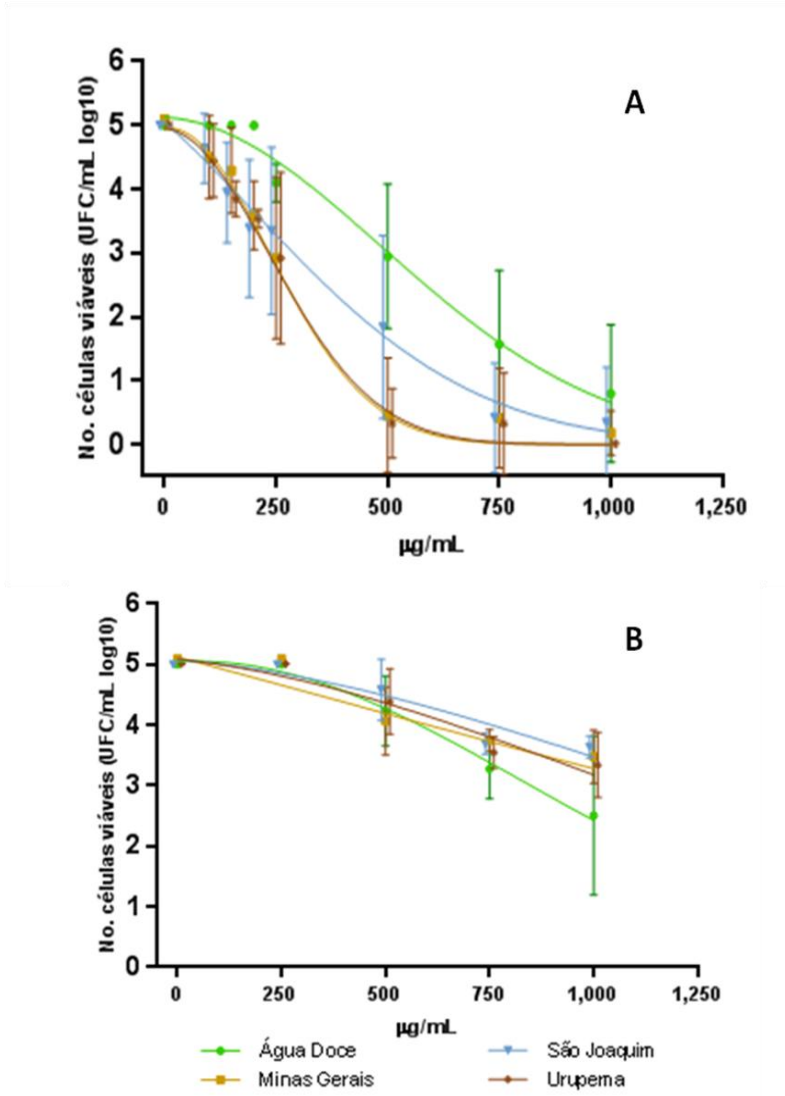 A
No. células viáveis (UFC/mL log10)
6
5
4
3
2
1
0
0 250 500 750 1,000 1,250
µg/mL
B
No. células viáveis (UFC/mL log10)
6
5
4
3
2
1
0
0 250 500 750 1,000 1,250
µg/mL
Água Doce São Joaquim
Minas Gerais Urupema